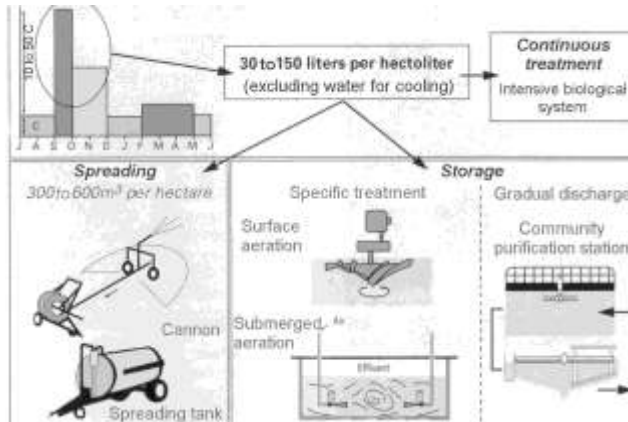 10 to 50 C
C
J A S O N D J F M A M J
30 to 150 liters per hectoliter
(excluding water for cooling)
Continuous
treatment
Intensive biological
system
Spreading
300 to 600m³ per hectare
Cannon
Spreading tank
Storage
Specific treatment
Surface
aeration
Submerged
aeration
Effluent
Gradual discharge
Community
purification station